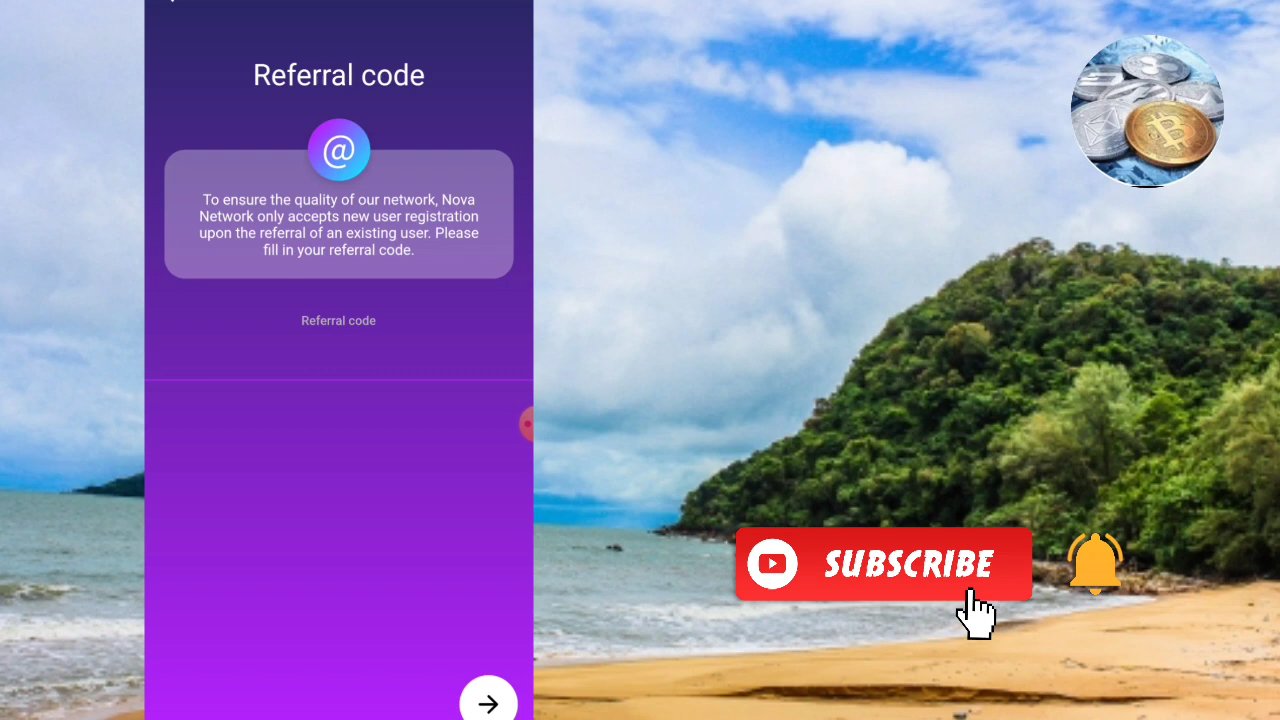 Referral code
@
To ensure the quality of our network, Nova
Network only accepts new user registration
upon the referral of an existing user. Please
fill in your referral code.
Referral code
SUBSCRIBE